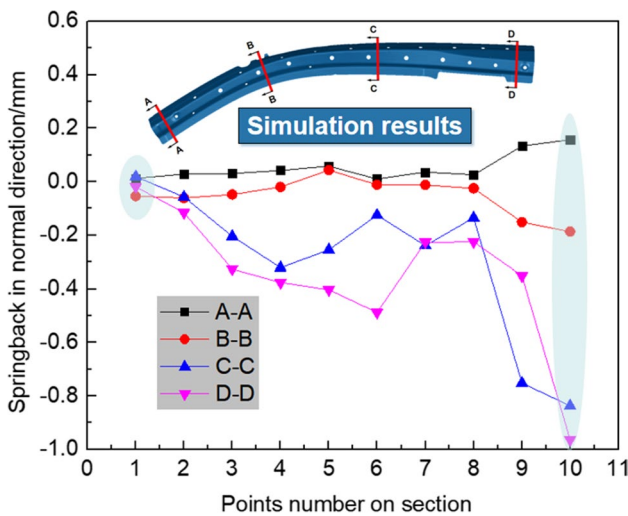 0.6
0.4
0.2
0.0
-0.2
-0.4
-0.6
-0.8
-1.0
Springback in normal direction/mm
A
A
B
B
C
C
D
D
Simulation results
A-A
B-B
C-C
D-D
0 1 2 3 4 5 6 7 8 9 10 11
Points number on section